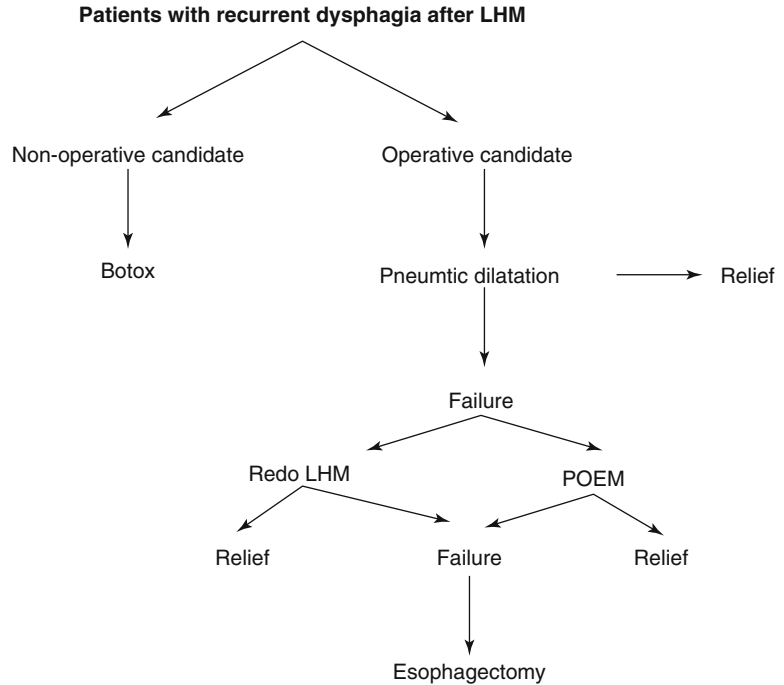 Patients with recurrent dysphagia after LHM
Non-operative candidate
Operative candidate
Botox
Pneumtic dilatation
Relief
Failure
Redo LHM
POEM
Relief
Failure
Relief
Esophagectomy